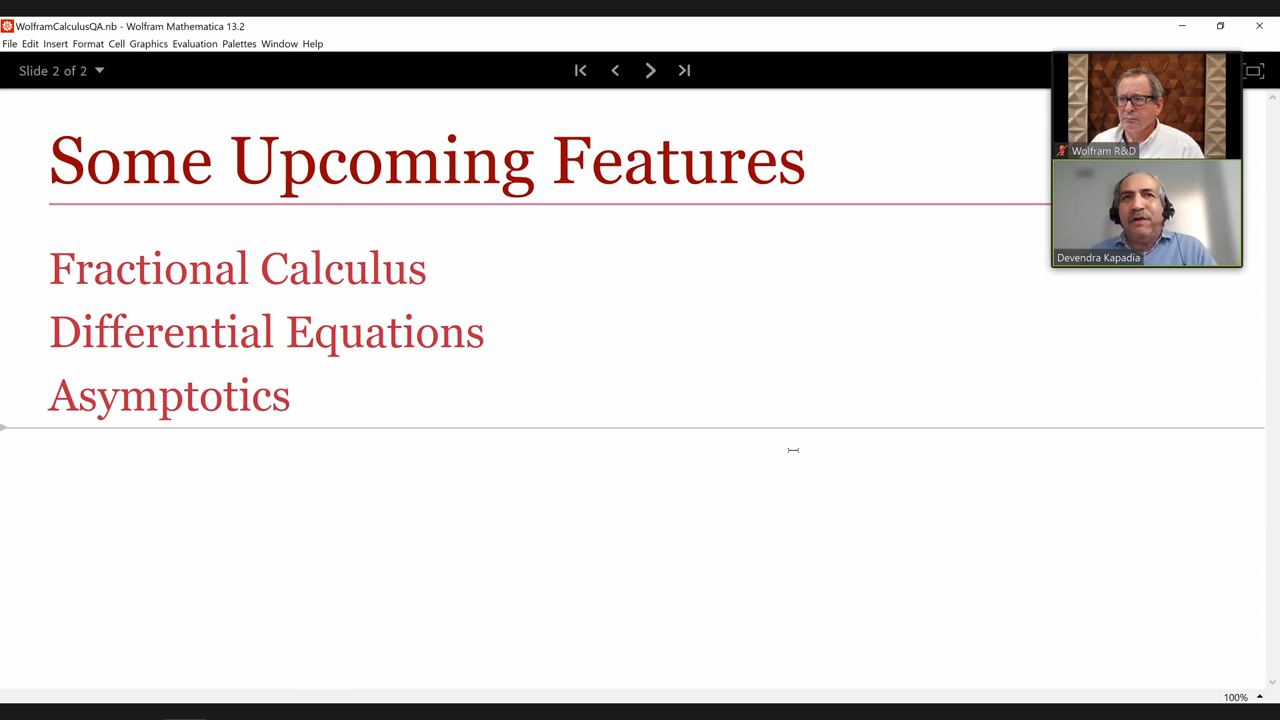 WolframCalculusQA.nb - Wolfram Mathematica 13.2
File Edit Insert Format Cell Graphics Evaluation Palettes Window Help
Slide 2 of 2
Wolfram R&D
Devendra Kapadia
Some Upcoming Features
Fractional Calculus
Differential Equations
Asymptotics
100%